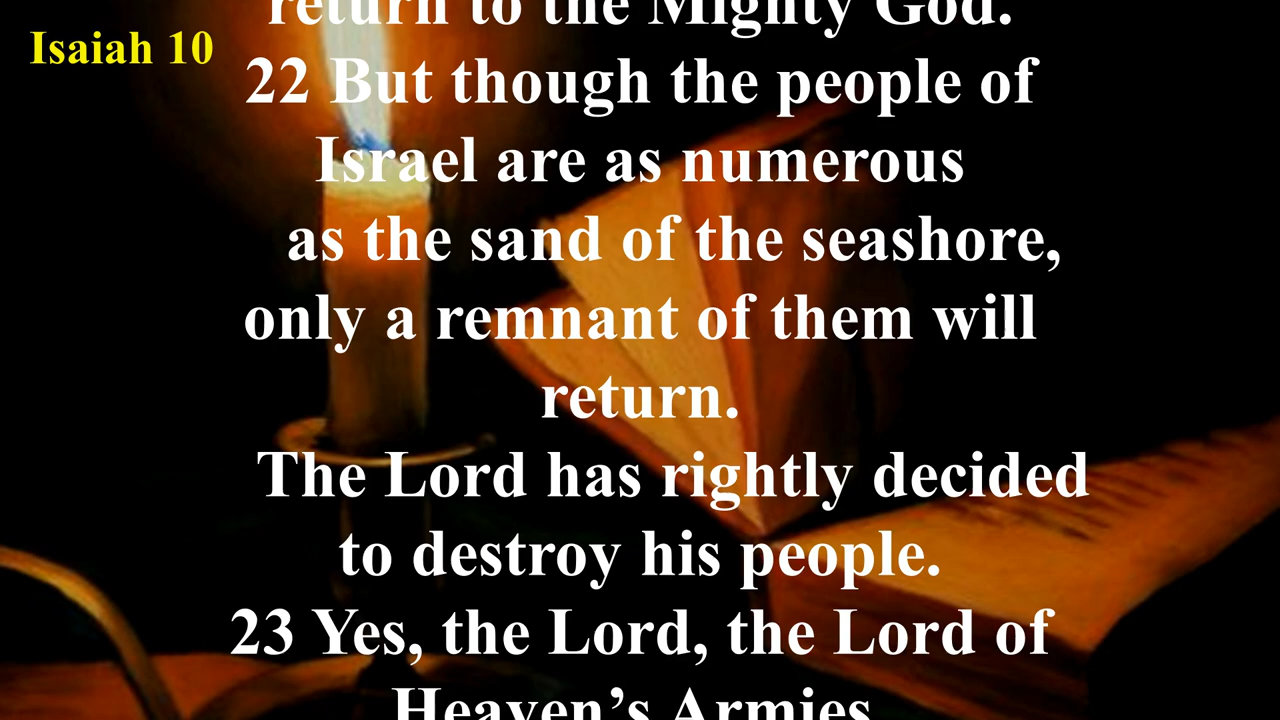 return to the Mighty God.
Isaiah 10
22 But though the people of
Israel are as numerous
as the sand of the seashore,
only a remnant of them will
return.
The Lord has rightly decided
to destroy his people.
23 Yes, the Lord, the Lord of
Heaven’s Armies